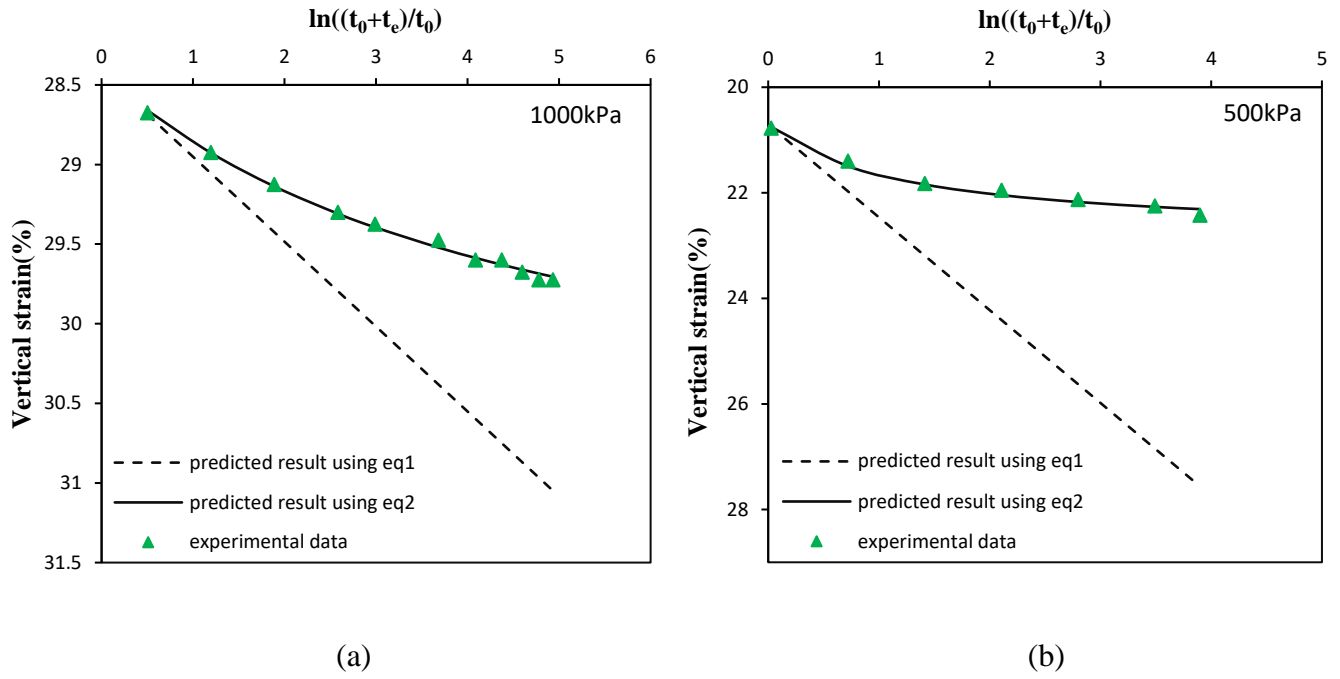 ln((t₀+tₑ)/t₀)
0 1 2 3 4 5 6
28.5
29
29.5
30
30.5
31
31.5
Vertical strain(%)
1000kPa
predicted result using eq1
predicted result using eq2
experimental data
(a)
ln((t₀+tₑ)/t₀)
0 1 2 3 4 5
20
22
24
26
28
Vertical strain(%)
500kPa
predicted result using eq1
predicted result using eq2
experimental data
(b)